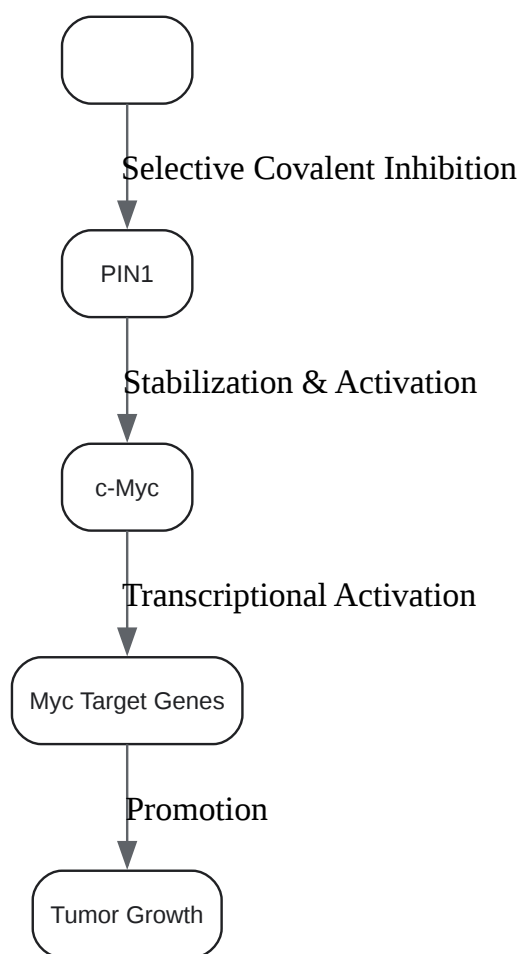 Selective Covalent Inhibition
PIN1
Stabilization & Activation
c-Myc
Transcriptional Activation
Myc Target Genes
Promotion
Tumor Growth